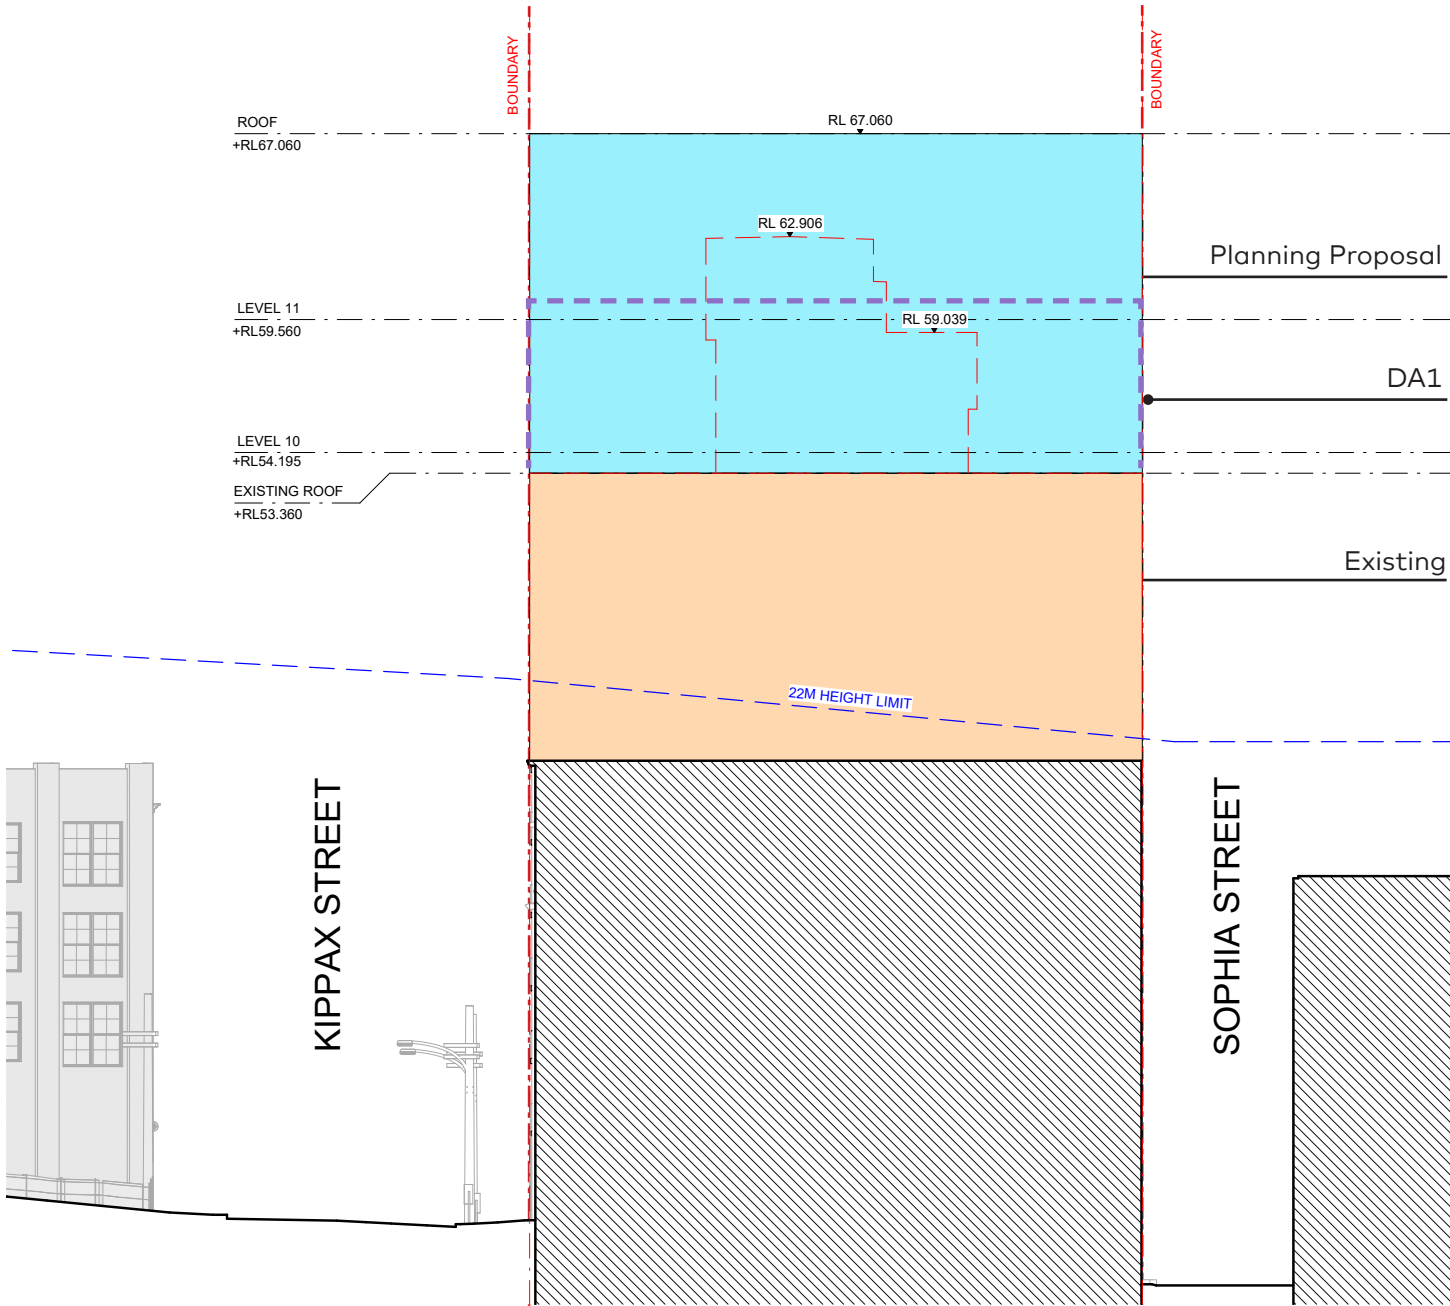 BOUNDARY
BOUNDARY
ROOF
+RL67.060
RL 67.060
RL 62.906
Planning Proposal
LEVEL 11
+RL59.560
RL 59.039
DA1
LEVEL 10
+RL54.195
EXISTING ROOF
+RL53.360
Existing
22M HEIGHT LIMIT
KIPPAX STREET
SOPHIA STREET